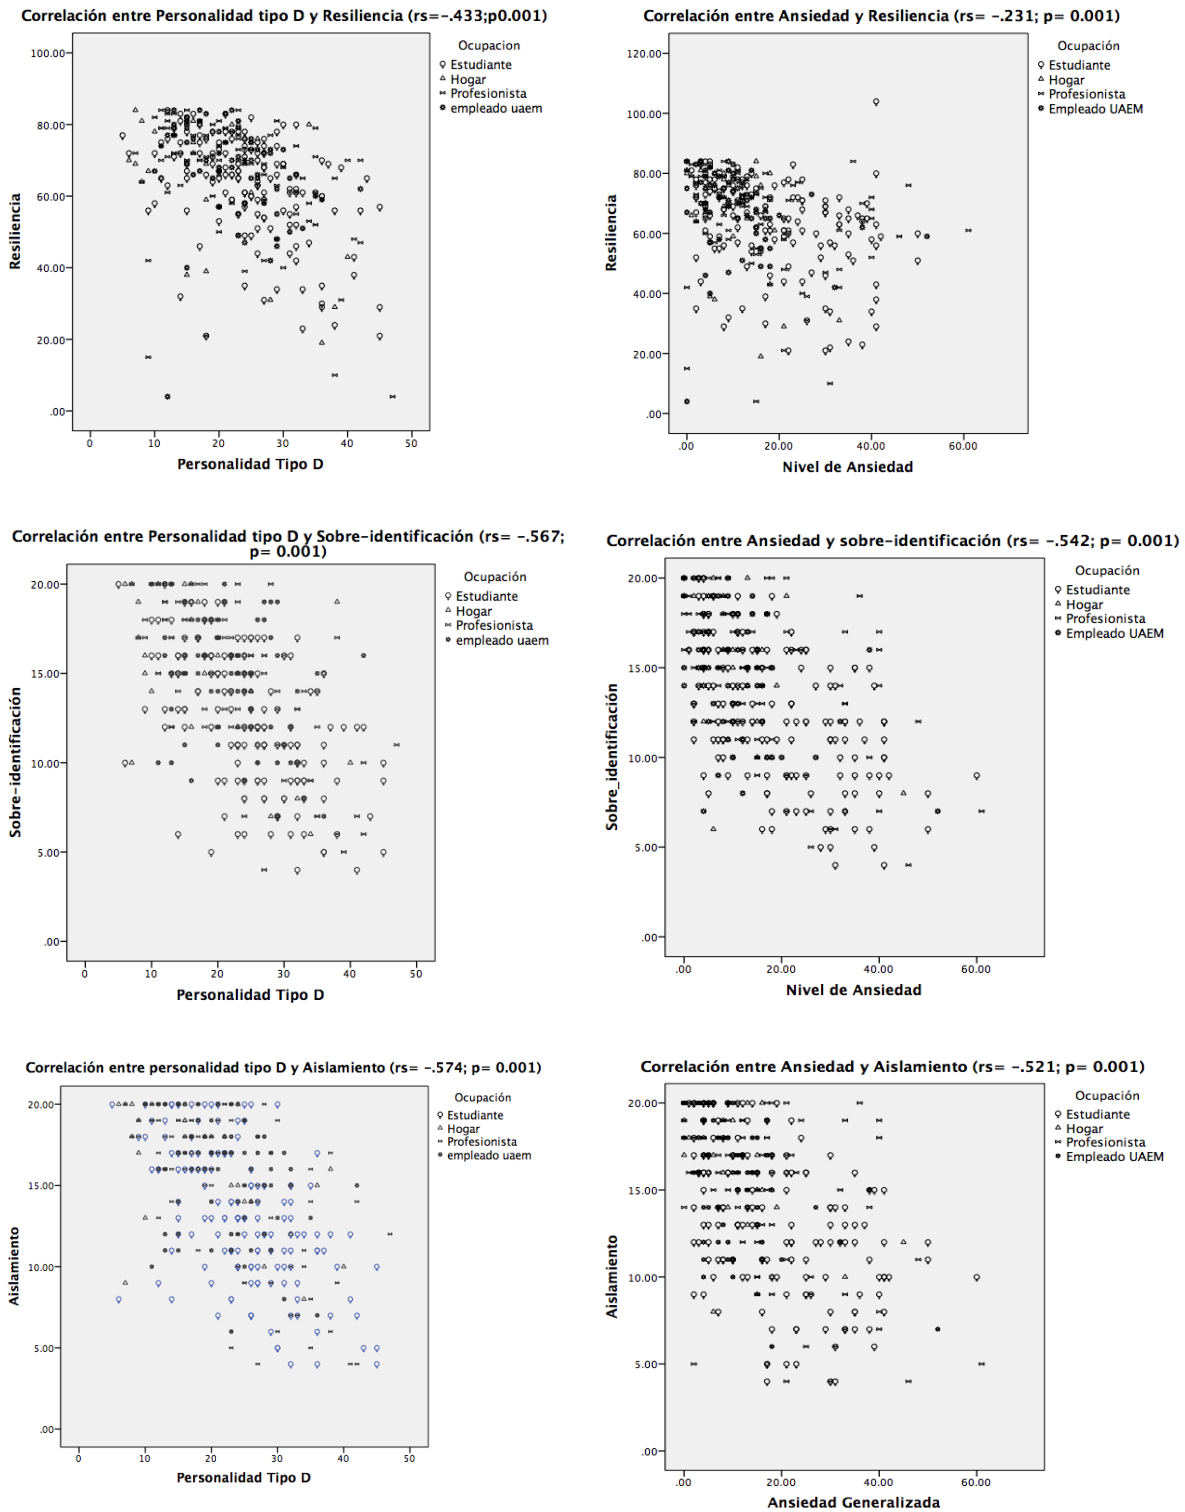 Correlación entre Personalidad tipo D y Resiliencia (rs=-.433;p0.001)
Ocupacion
Estudiante
Hogar
Profesionista
empleado uaem
100.00
80.00
60.00
40.00
20.00
.00
Resiliencia
0 10 20 30 40 50
Personalidad Tipo D
Correlación entre Ansiedad y Resiliencia (rs= -.231; p= 0.001)
Ocupacion
Estudiante
Hogar
Profesionista
Empleado UAEM
120.00
100.00
80.00
60.00
40.00
20.00
.00
Resiliencia
.00 20.00 40.00 60.00
Nivel de Ansiedad
Correlación entre Personalidad tipo D y Sobre-identificación (rs= -.567;
p= 0.001)
Ocupación
Estudiante
Hogar
Profesionista
empleado uaem
20.00
15.00
10.00
5.00
.00
Sobre-identificación
0 10 20 30 40 50
Personalidad Tipo D
Correlación entre Ansiedad y sobre-identificación (rs= -.542; p= 0.001)
Ocupación
Estudiante
Hogar
Profesionista
Empleado UAEM
20.00
15.00
10.00
5.00
.00
Sobre_identificación
.00 20.00 40.00 60.00
Nivel de Ansiedad
Correlación entre personalidad tipo D y Aislamiento (rs= -.574; p= 0.001)
Ocupación
Estudiante
Hogar
Profesionista
empleado uaem
20.00
15.00
10.00
5.00
.00
Aislamiento
0 10 20 30 40 50
Personalidad Tipo D
Correlación entre Ansiedad y Aislamiento (rs= -.521; p= 0.001)
Ocupación
Estudiante
Hogar
Profesionista
Empleado UAEM
20.00
15.00
10.00
5.00
.00
Aislamiento
.00 20.00 40.00 60.00
Ansiedad Generalizada